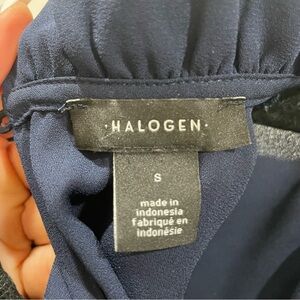 ·HALOGEN·
S
made in
indonesia
fabriqué en
indonésie